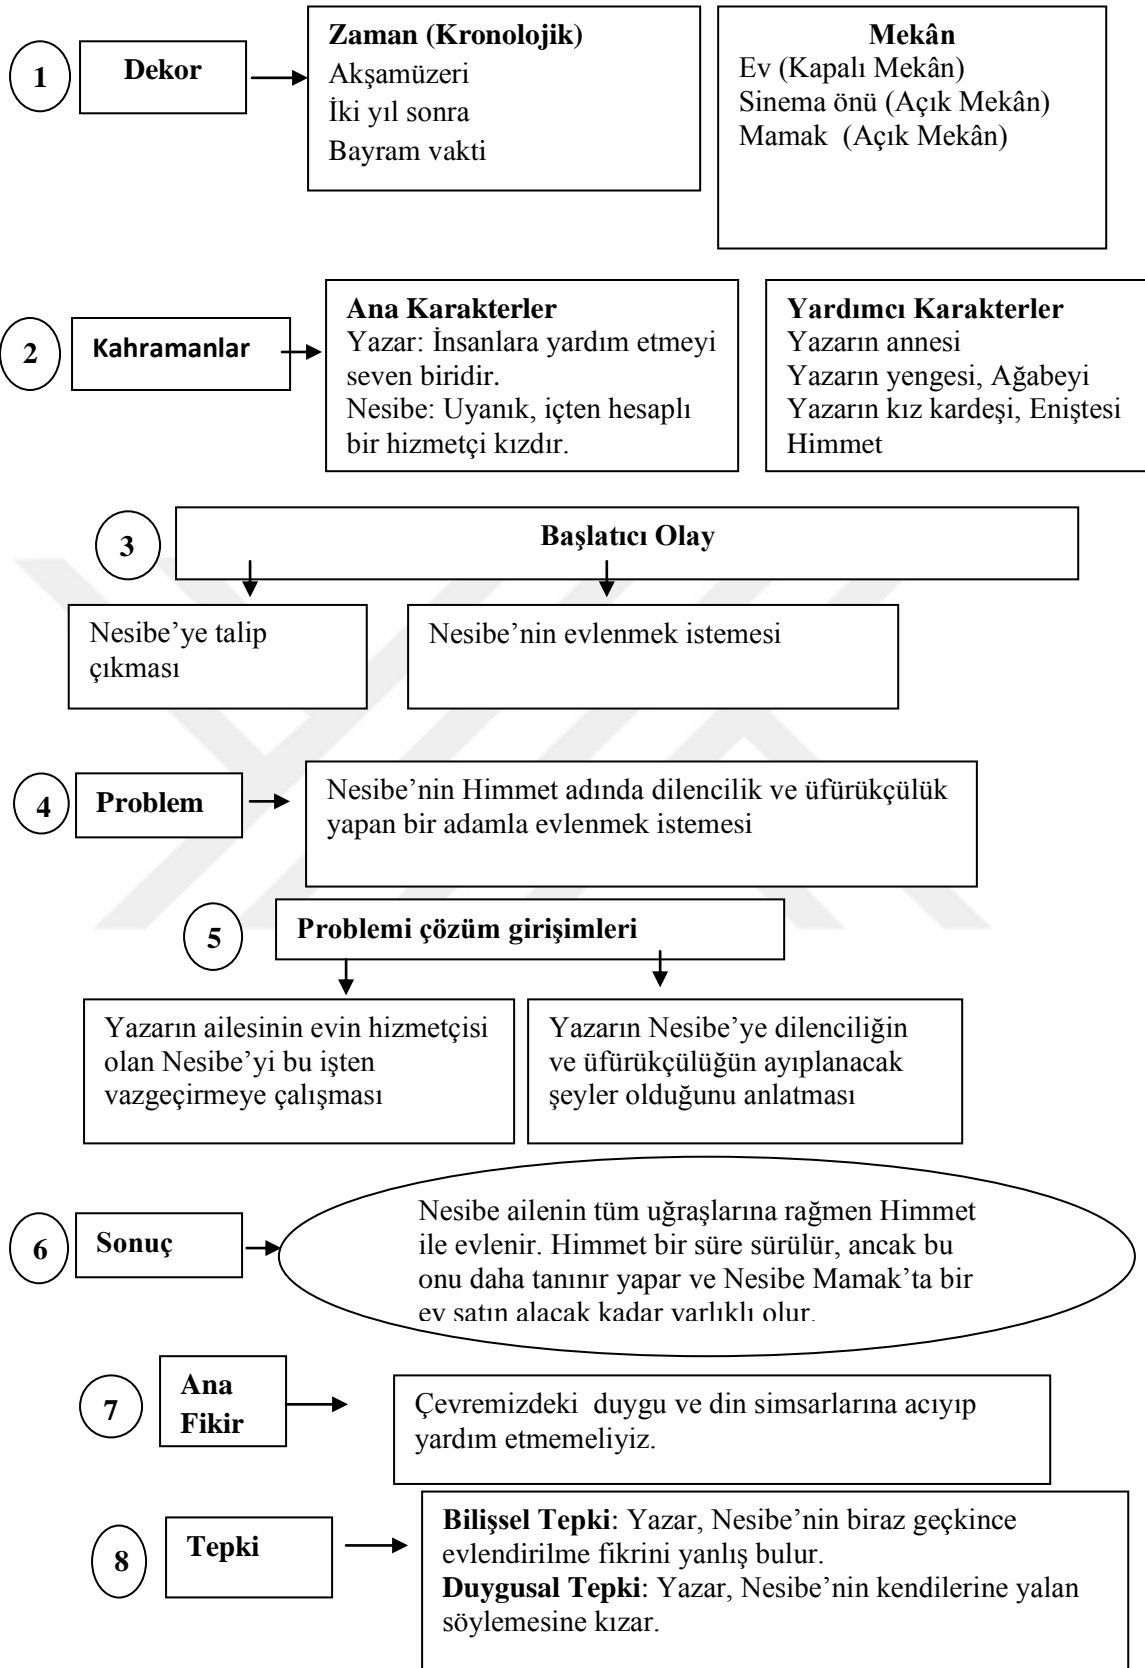 1
Dekor
Zaman (Kronolojik)
Akşamüzeri
İki yıl sonra
Bayram vakti
Mekân
Ev (Kapalı Mekân)
Sinema önü (Açık Mekân)
Mamak (Açık Mekân)
2
Kahramanlar
Ana Karakterler
Yazar: İnsanlara yardım etmeyi
seven biridir.
Nesibe: Uyanık, içten hesaplı
bir hizmetçi kızdır.
Yardımcı Karakterler
Yazarın annesi
Yazarın yengesi, Ağabeyi
Yazarın kız kardeşi, Eniştesi
Himmet
3
Başlatıcı Olay
Nesibe’ye talip
çıkması
Nesibe’nin evlenmek istemesi
4
Problem
Nesibe’nin Himmet adında dilencilik ve üfürükçülük
yapan bir adamla evlenmek istemesi
5
Problemi çözüm girişimleri
Yazarın ailesinin evin hizmetçisi
olan Nesibe’yi bu işten
vazgeçirmeye çalışması
Yazarın Nesibe’ye dilenciliğin
ve üfürükçülüğün ayıplanacak
şeyler olduğunu anlatması
6
Sonuç
Nesibe ailenin tüm uğraşlarına rağmen Himmet
ile evlenir. Himmet bir süre sürülür, ancak bu
onu daha tanınır yapar ve Nesibe Mamak’ta bir
ev satın alacak kadar varlıklı olur.
7
Ana
Fikir
Çevremizdeki duygu ve din simsarlarına acıyıp
yardım etmemeliyiz.
8
Tepki
Bilişsel Tepki: Yazar, Nesibe’nin biraz geçkince
evlendirilme fikrini yanlış bulur.
Duygusal Tepki: Yazar, Nesibe’nin kendilerine yalan
söylemesine kızar.